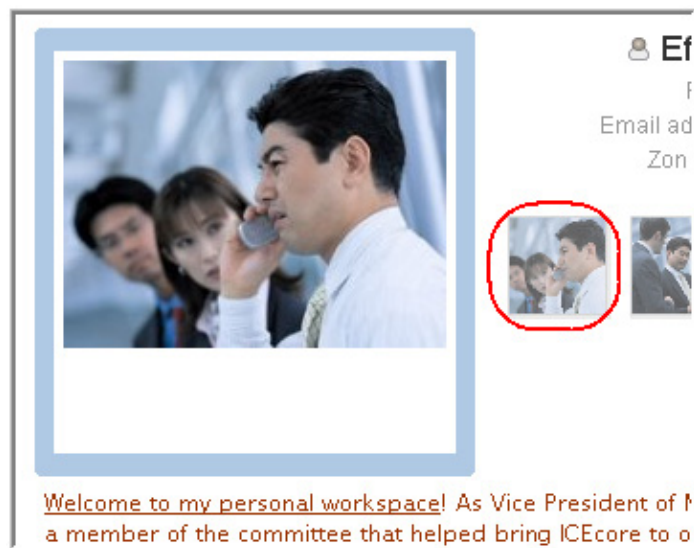 Ef
Email ad
Zon
Welcome to my personal workspace! As Vice President of
a member of the committee that helped bring ICEcore to o